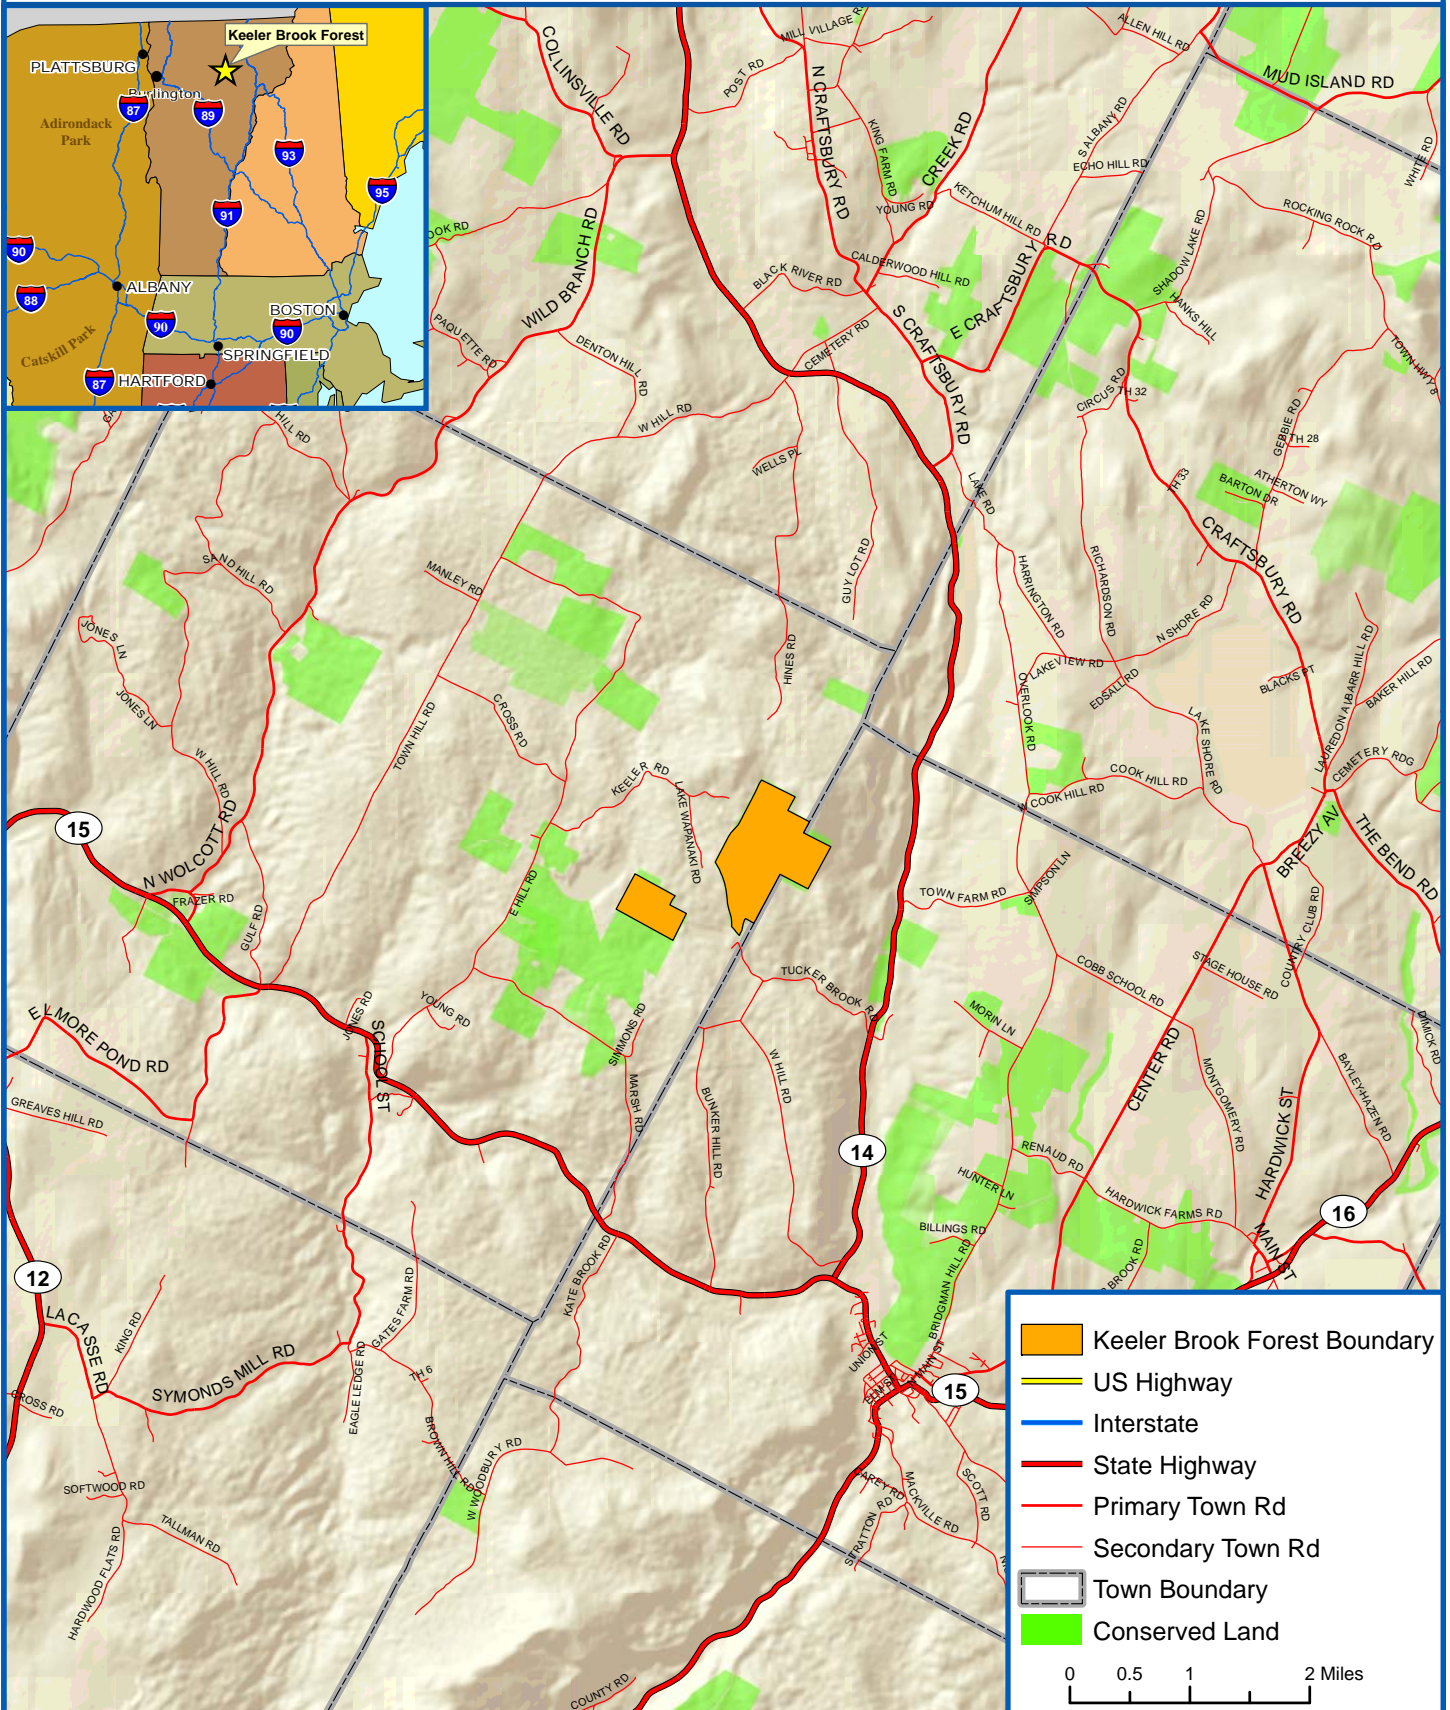 Keeler Brook Forest
PLATTSBURG
Burlington
87
89
Adirondack
Park
93
95
91
90
88
ALBANY
BOSTON
90
90
SPRINGFIELD
Catskill Park
87
HARTFORD
COLLINSVILLE RD
MILL VILLAGE R
POST RD
N CRAFTSBURY RD
KING FARM RD
CREEK RD
YOUNG RD
ALLEN HILL RD
MUD ISLAND RD
S ALBANY RD
ECHO HILL RD
WHITE RD
KETCHUM HILL RD
ROCKING ROCK RD
OOK RD
WILD BRANCH RD
E CRAFTSBURY RD
SHADOW LAKE RD
HANKS HILL
CALDERWOOD HILL RD
BLACK RIVER RD
S CRAFTSBURY RD
CEMETERY RD
PAQUETTE RD
DENTON HILL RD
W HILL RD
TOWN HWY 8
CIRCUS RD
TH 32
GEBBIE RD
TH 28
HILL RD
WELLS PL
LAKE RD
TH 33
BARTON DR
ATHERTON WY
CRAFTSBURY RD
SAND HILL RD
MANLEY RD
GUY LOT RD
HARRINGTON RD
RICHARDSON RD
N SHORE RD
JONES LN
JONES LN
HINES RD
LAKEVIEW RD
EDSALL RD
OVERLOOK RD
BLACKS PT
LAUREDON AV
BARR HILL RD
BAKER HILL RD
CROSS RD
TOWN HILL RD
LAKE SHORE RD
W HILL RD
KEELER RD
LAKE WAPANAKI RD
COOK HILL RD
W COOK HILL RD
CEMETERY RDG
15
N WOLCOTT RD
BREEZY AV
THE BEND RD
FRAZER RD
GULF RD
E HILL RD
TOWN FARM RD
SIMPSON LN
COUNTRY CLUB RD
TUCKER BROOK RD
COBB SCHOOL RD
STAGE HOUSE RD
ELMORE POND RD
JONES RD
YOUNG RD
SCHOOL ST
SIMMONS RD
MORIN LN
CENTER RD
DIMICK RD
MARSH RD
W HILL RD
BUNKER HILL RD
MONTGOMERY RD
BAYLEY-HAZEN RD
GREAVES HILL RD
14
RENAUD RD
HARDWICK ST
HUNTER LN
HARDWICK FARMS RD
16
BILLINGS RD
MAIN ST
12
KATE BROOK RD
BRIDGMAN HILL RD
BROOK RD
LACASSE RD
KING RD
GATES FARM RD
SYMONDS MILL RD
EAGLE LEDGE RD
TH 6
UNION ST
N MAIN ST
ELM ST
15
CROSS RD
BROWN HILL RD
W WOODBURY RD
SOFTWOOD RD
TALLMAN RD
HARDWOOD FLATS RD
CAREY RD
MACKVILLE RD
SCOTT RD
STRATTON RD
COUNTY RD
Keeler Brook Forest Boundary
US Highway
Interstate
State Highway
Primary Town Rd
Secondary Town Rd
Town Boundary
Conserved Land
0 0.5 1 2 Miles